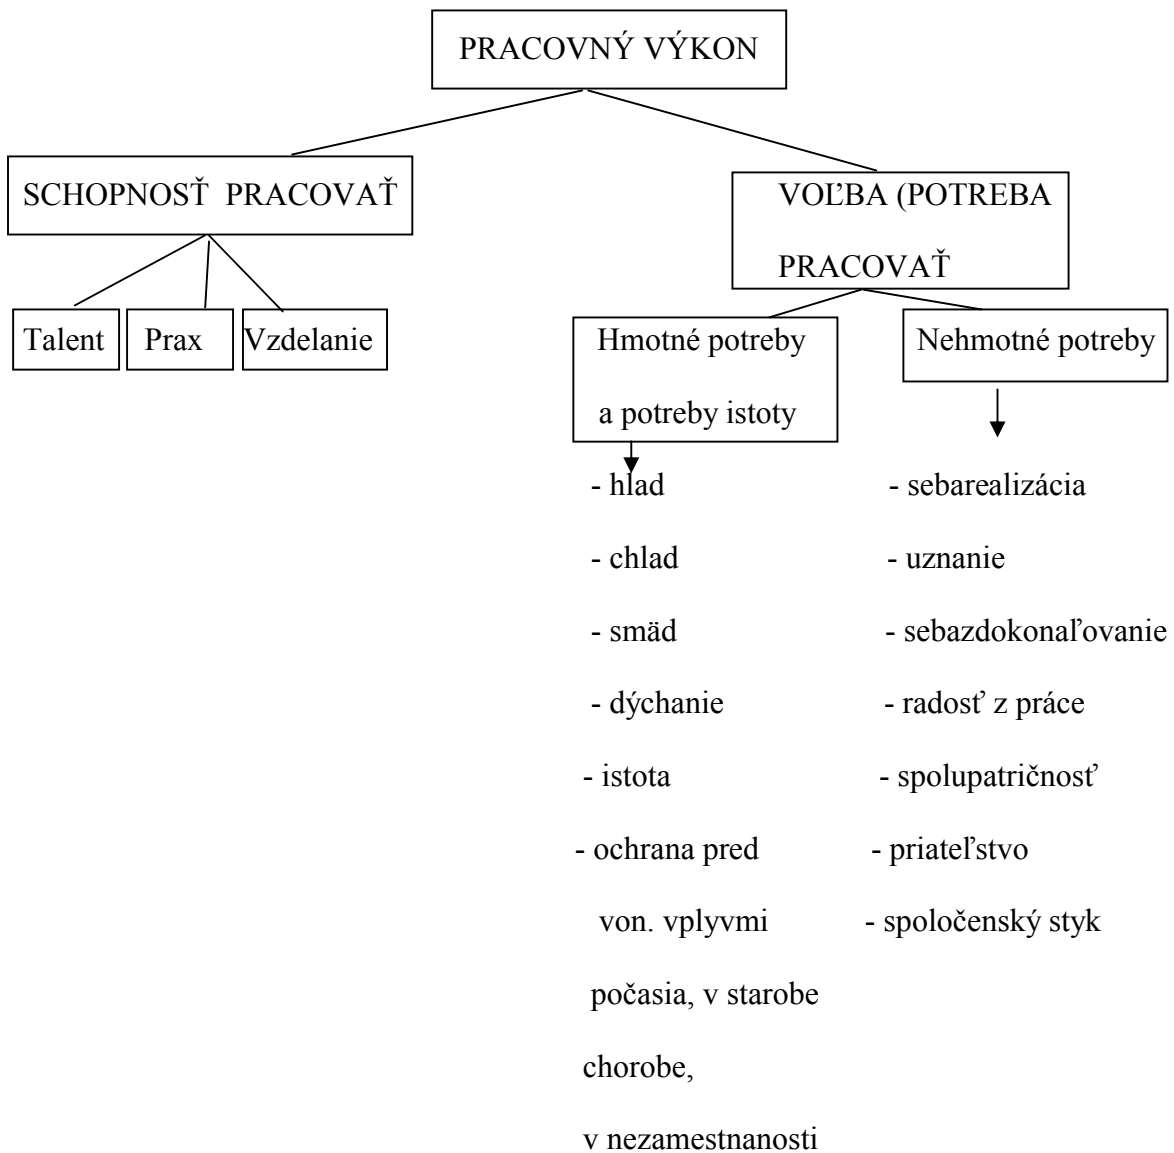 PRACOVNÝ VÝKON
SCHOPNOSŤ PRACOVAŤ
VOĽBA (POTREBA
PRACOVAŤ
Talent
Prax
Vzdelanie
Hmotné potreby
a potreby istoty
Nehmotné potreby
- hlad
- chlad
- smäd
- dýchanie
- istota
- ochrana pred
von. vplyvmi
počasia, v starobe
chorobe,
v nezamestnanosti
- sebarealizácia
- uznanie
- sebazdokonaľovanie
- radosť z práce
- spolupatričnosť
- priateľstvo
- spoločenský styk